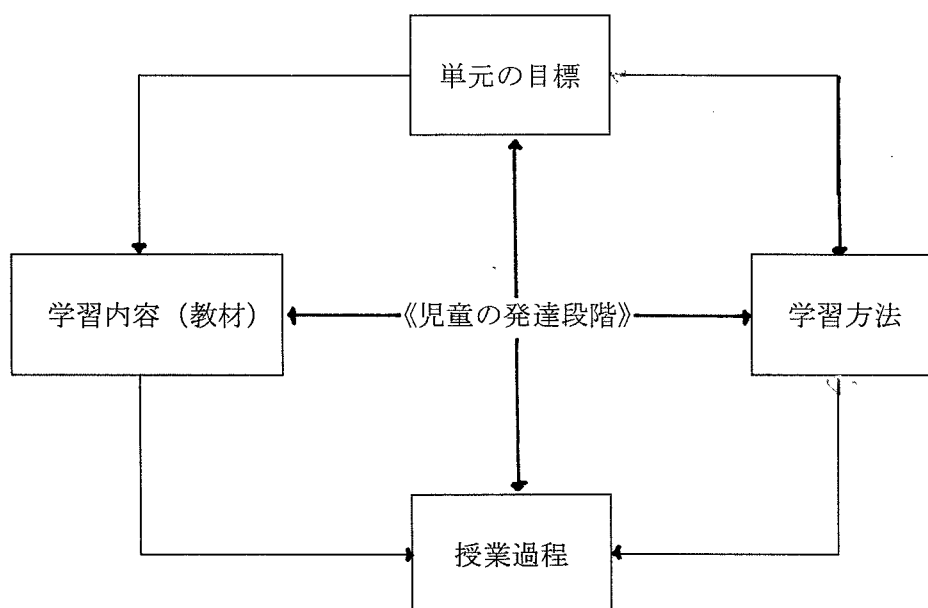 単元の目標
学習内容（教材）
《児童の発達段階》
学習方法
授業過程